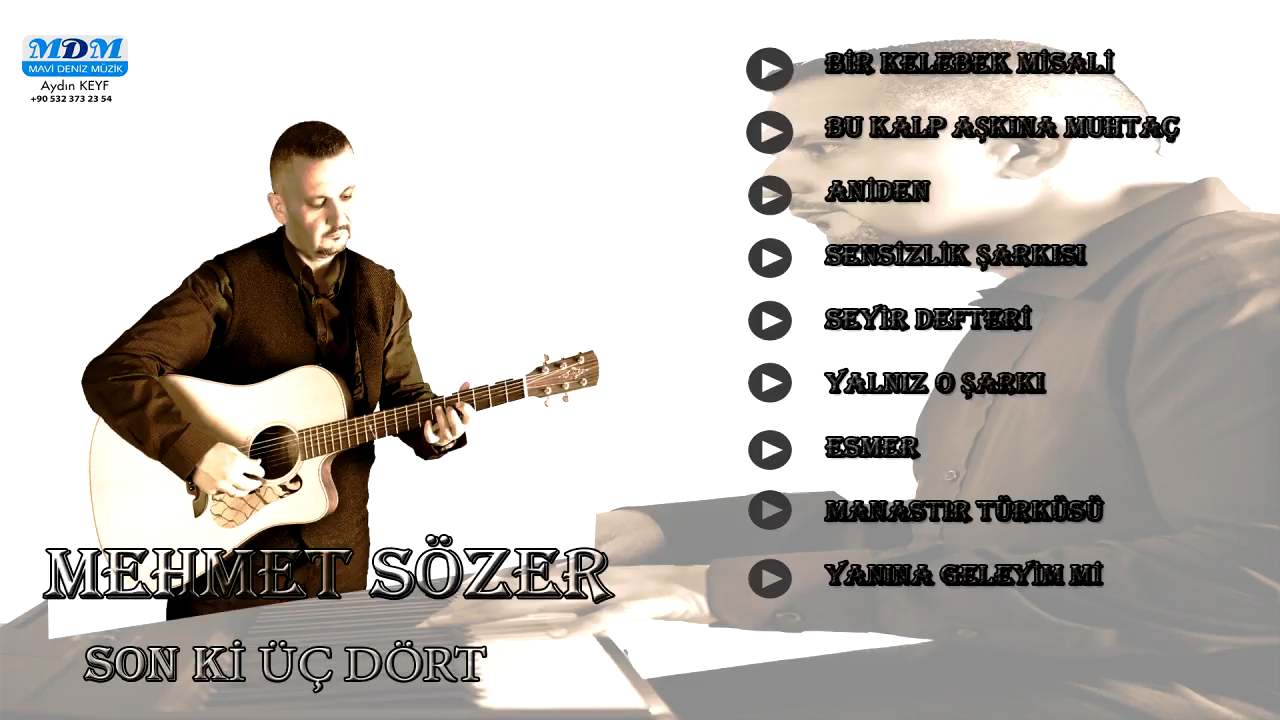 MDM
MAVİ DENİZ MÜZİK
Aydın KEYF
+90 532 373 23 54
BİR KELEBEK MİSALİ
BU KALP AŞKINA MUHTAÇ
ANİDEN
SENSİZLİK ŞARKISI
SEYİR DEFTERİ
YALNIZ O ŞARKI
ESMER
MANASTIR TÜRKÜSÜ
YANINA GELEYİM Mİ
MEHMET SÖZER
SON Kİ ÜÇ DÖRT